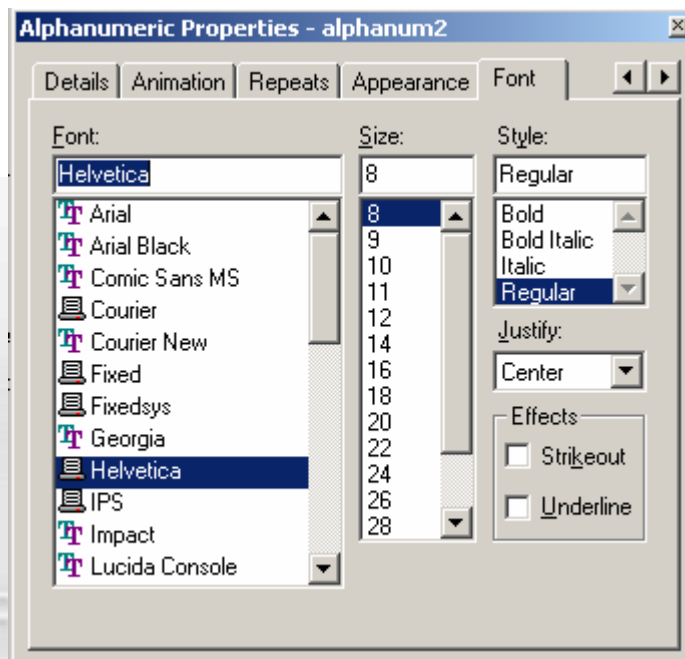 Alphanumeric Properties - alphanum2
Details Animation Repeats Appearance Font
Font: Size: Style:
Helvetica 8 Regular
Arial
Arial Black
Comic Sans MS
Courier
Courier New
Fixed
Fixedsys
Georgia
Helvetica
IPS
Impact
Lucida Console
8
9
10
11
12
14
16
18
20
22
24
26
28
Bold
Bold Italic
Italic
Regular
Justify:
Center
Effects
Strikeout
Underline